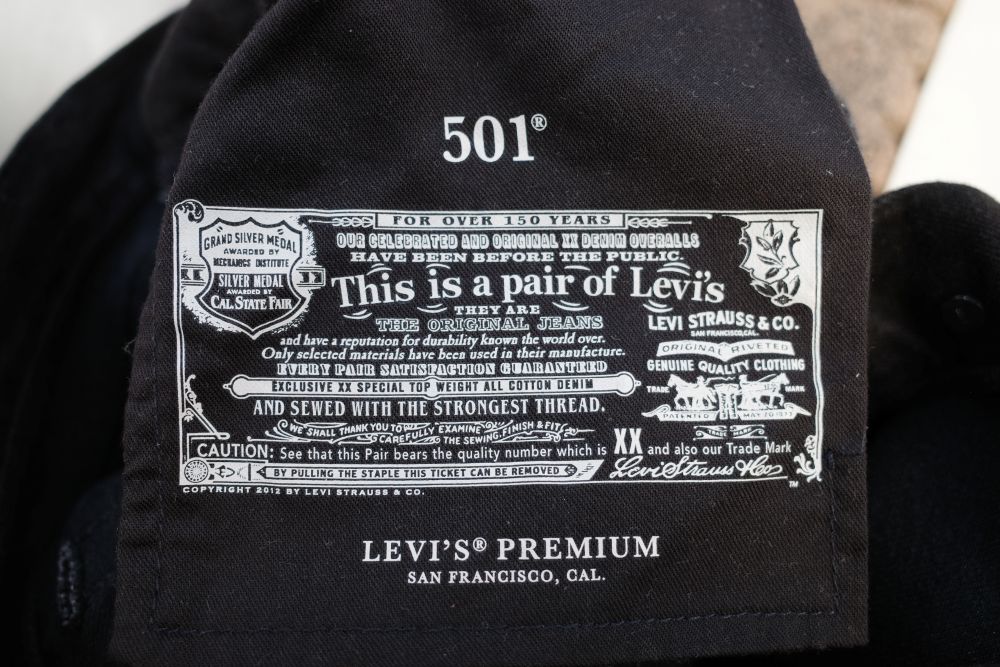 501®
FOR OVER 150 YEARS
OUR CELEBRATED AND ORIGINAL XX DENIM OVERALLS
HAVE BEEN BEFORE THE PUBLIC.
GRAND SILVER MEDAL
AWARDED BY
MECHANICS INSTITUTE
SILVER MEDAL
AWARDED BY
CAL. STATE FAIR
This is a pair of Levi's
THEY ARE
THE ORIGINAL JEANS
and have a reputation for durability known the world over.
Only selected materials have been used in their manufacture.
EVERY PAIR SATISFACTION GUARANTEED
EXCLUSIVE XX SPECIAL TOP WEIGHT ALL COTTON DENIM
AND SEWED WITH THE STRONGEST THREAD.
WE SHALL THANK YOU TO CAREFULLY EXAMINE THE SEWING, FINISH & FIT
LEVI STRAUSS & CO.
SAN FRANCISCO, CAL.
ORIGINAL RIVETED
GENUINE QUALITY CLOTHING
TRADE MARK
PATENTED MAY 20 1873
TRADE MARK
CAUTION: See that this Pair bears the quality number which is XX and also our Trade Mark
BY PULLING THE STAPLE THIS TICKET CAN BE REMOVED
Levi Strauss & Co
TM
COPYRIGHT 2012 BY LEVI STRAUSS & CO.
LEVI'S® PREMIUM
SAN FRANCISCO, CAL.